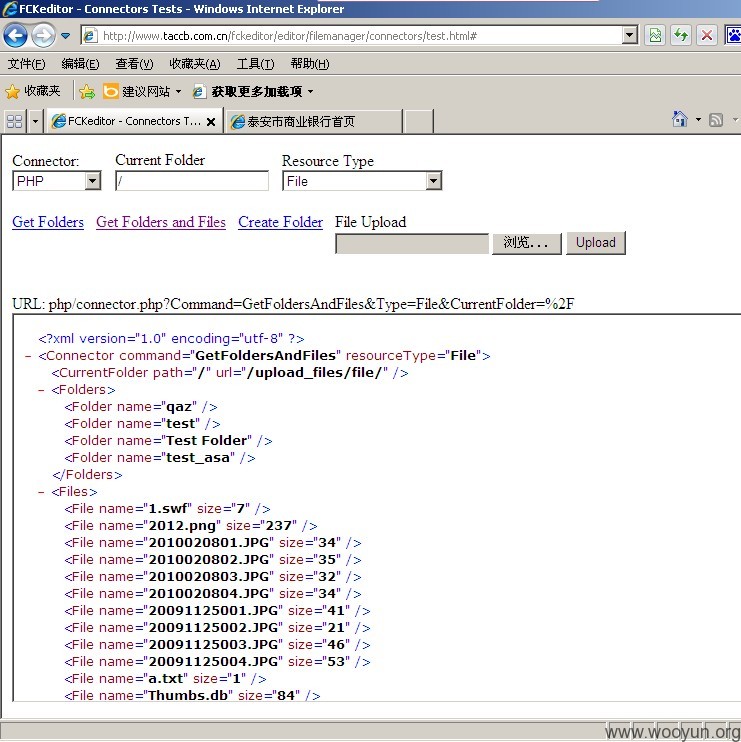 FCKeditor - Connectors Tests - Windows Internet Explorer
http://www.taccb.com.cn/fckeditor/editor/filemanager/connectors/test.html#
文件(F) 编辑(E) 查看(V) 收藏夹(A) 工具(T) 帮助(H)
收藏夹 建议网站 获取更多加载项
FCKeditor - Connectors T... 泰安市商业银行首页
Connector: Current Folder Resource Type
PHP / File
Get Folders Get Folders and Files Create Folder File Upload
浏览... Upload
URL: php/connector.php?Command=GetFoldersAndFiles&Type=File&CurrentFolder=%2F
<?xml version="1.0" encoding="utf-8" ?>
- <Connector command="GetFoldersAndFiles" resourceType="File">
<CurrentFolder path="/" url="/upload_files/file/" />
- <Folders>
<Folder name="qaz" />
<Folder name="test" />
<Folder name="Test Folder" />
<Folder name="test_asa" />
</Folders>
- <Files>
<File name="1.swf" size="7" />
<File name="2012.png" size="237" />
<File name="2010020801.JPG" size="34" />
<File name="2010020802.JPG" size="35" />
<File name="2010020803.JPG" size="32" />
<File name="2010020804.JPG" size="34" />
<File name="20091125001.JPG" size="41" />
<File name="20091125002.JPG" size="21" />
<File name="20091125003.JPG" size="46" />
<File name="20091125004.JPG" size="53" />
<File name="a.txt" size="1" />
<File name="Thumbs.db" size="84" />
www.wooyun.org